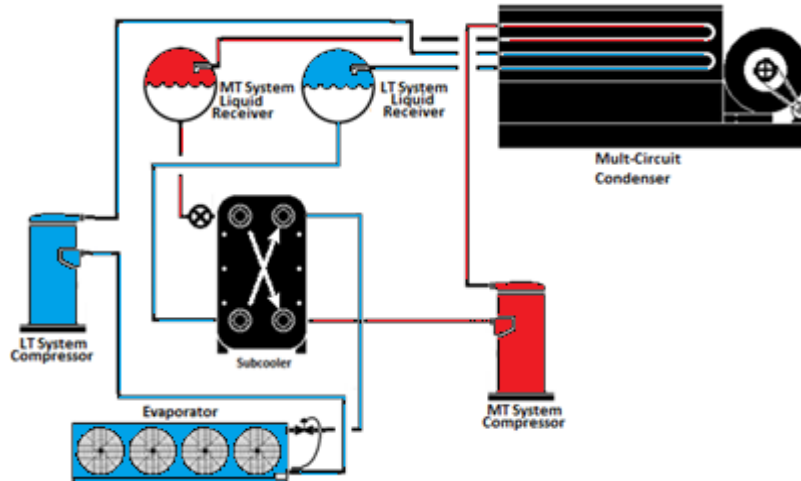 MT System
Liquid
Receiver
LT System
Liquid
Receiver
Mult-Circuit
Condenser
LT System
Compressor
Subcooler
Evaporator
MT System
Compressor